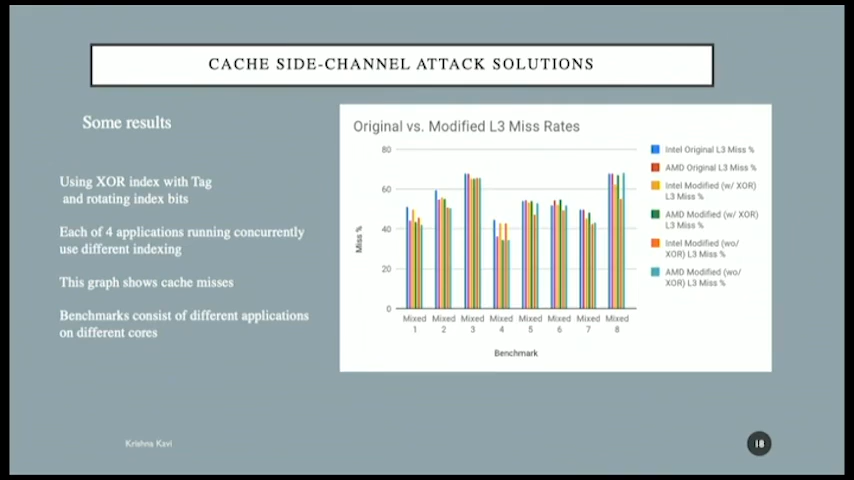 CACHE SIDE-CHANNEL ATTACK SOLUTIONS
Some results
Using XOR index with Tag
and rotating index bits
Each of 4 applications running concurrently
use different indexing
This graph shows cache misses
Benchmarks consist of different applications
on different cores
Original vs. Modified L3 Miss Rates
80
60
40
20
0
Miss %
Mixed 1
Mixed 2
Mixed 3
Mixed 4
Mixed 5
Mixed 6
Mixed 7
Mixed 8
Benchmark
Intel Original L3 Miss %
AMD Original L3 Miss %
Intel Modified (w/ XOR)
L3 Miss %
AMD Modified (w/ XOR)
L3 Miss %
Intel Modified (wo/
XOR) L3 Miss %
AMD Modified (wo/
XOR) L3 Miss %
Krishna Kavi
18